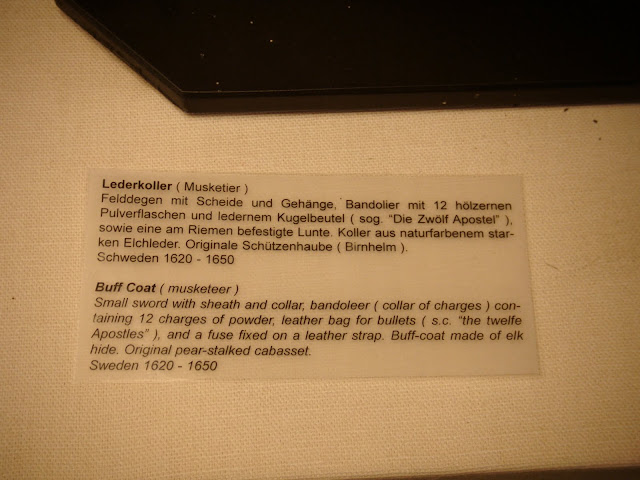 Lederkoller ( Musketier )
Felddegen mit Scheide und Gehänge, Bandolier mit 12 hölzernen
Pulverflaschen und ledernem Kugelbeutel ( sog. "Die Zwölf Apostel" ),
sowie eine am Riemen befestigte Lunte. Koller aus naturfarbenem star-
ken Elchleder. Originale Schützenhaube ( Birnhelm ).
Schweden 1620 - 1650
Buff Coat ( musketeer )
Small sword with sheath and collar, bandoleer ( collar of charges ) con-
taining 12 charges of powder, leather bag for bullets ( s.c. "the twelfe
Apostles" ), and a fuse fixed on a leather strap. Buff-coat made of elk
hide. Original pear-stalked cabasset.
Sweden 1620 - 1650